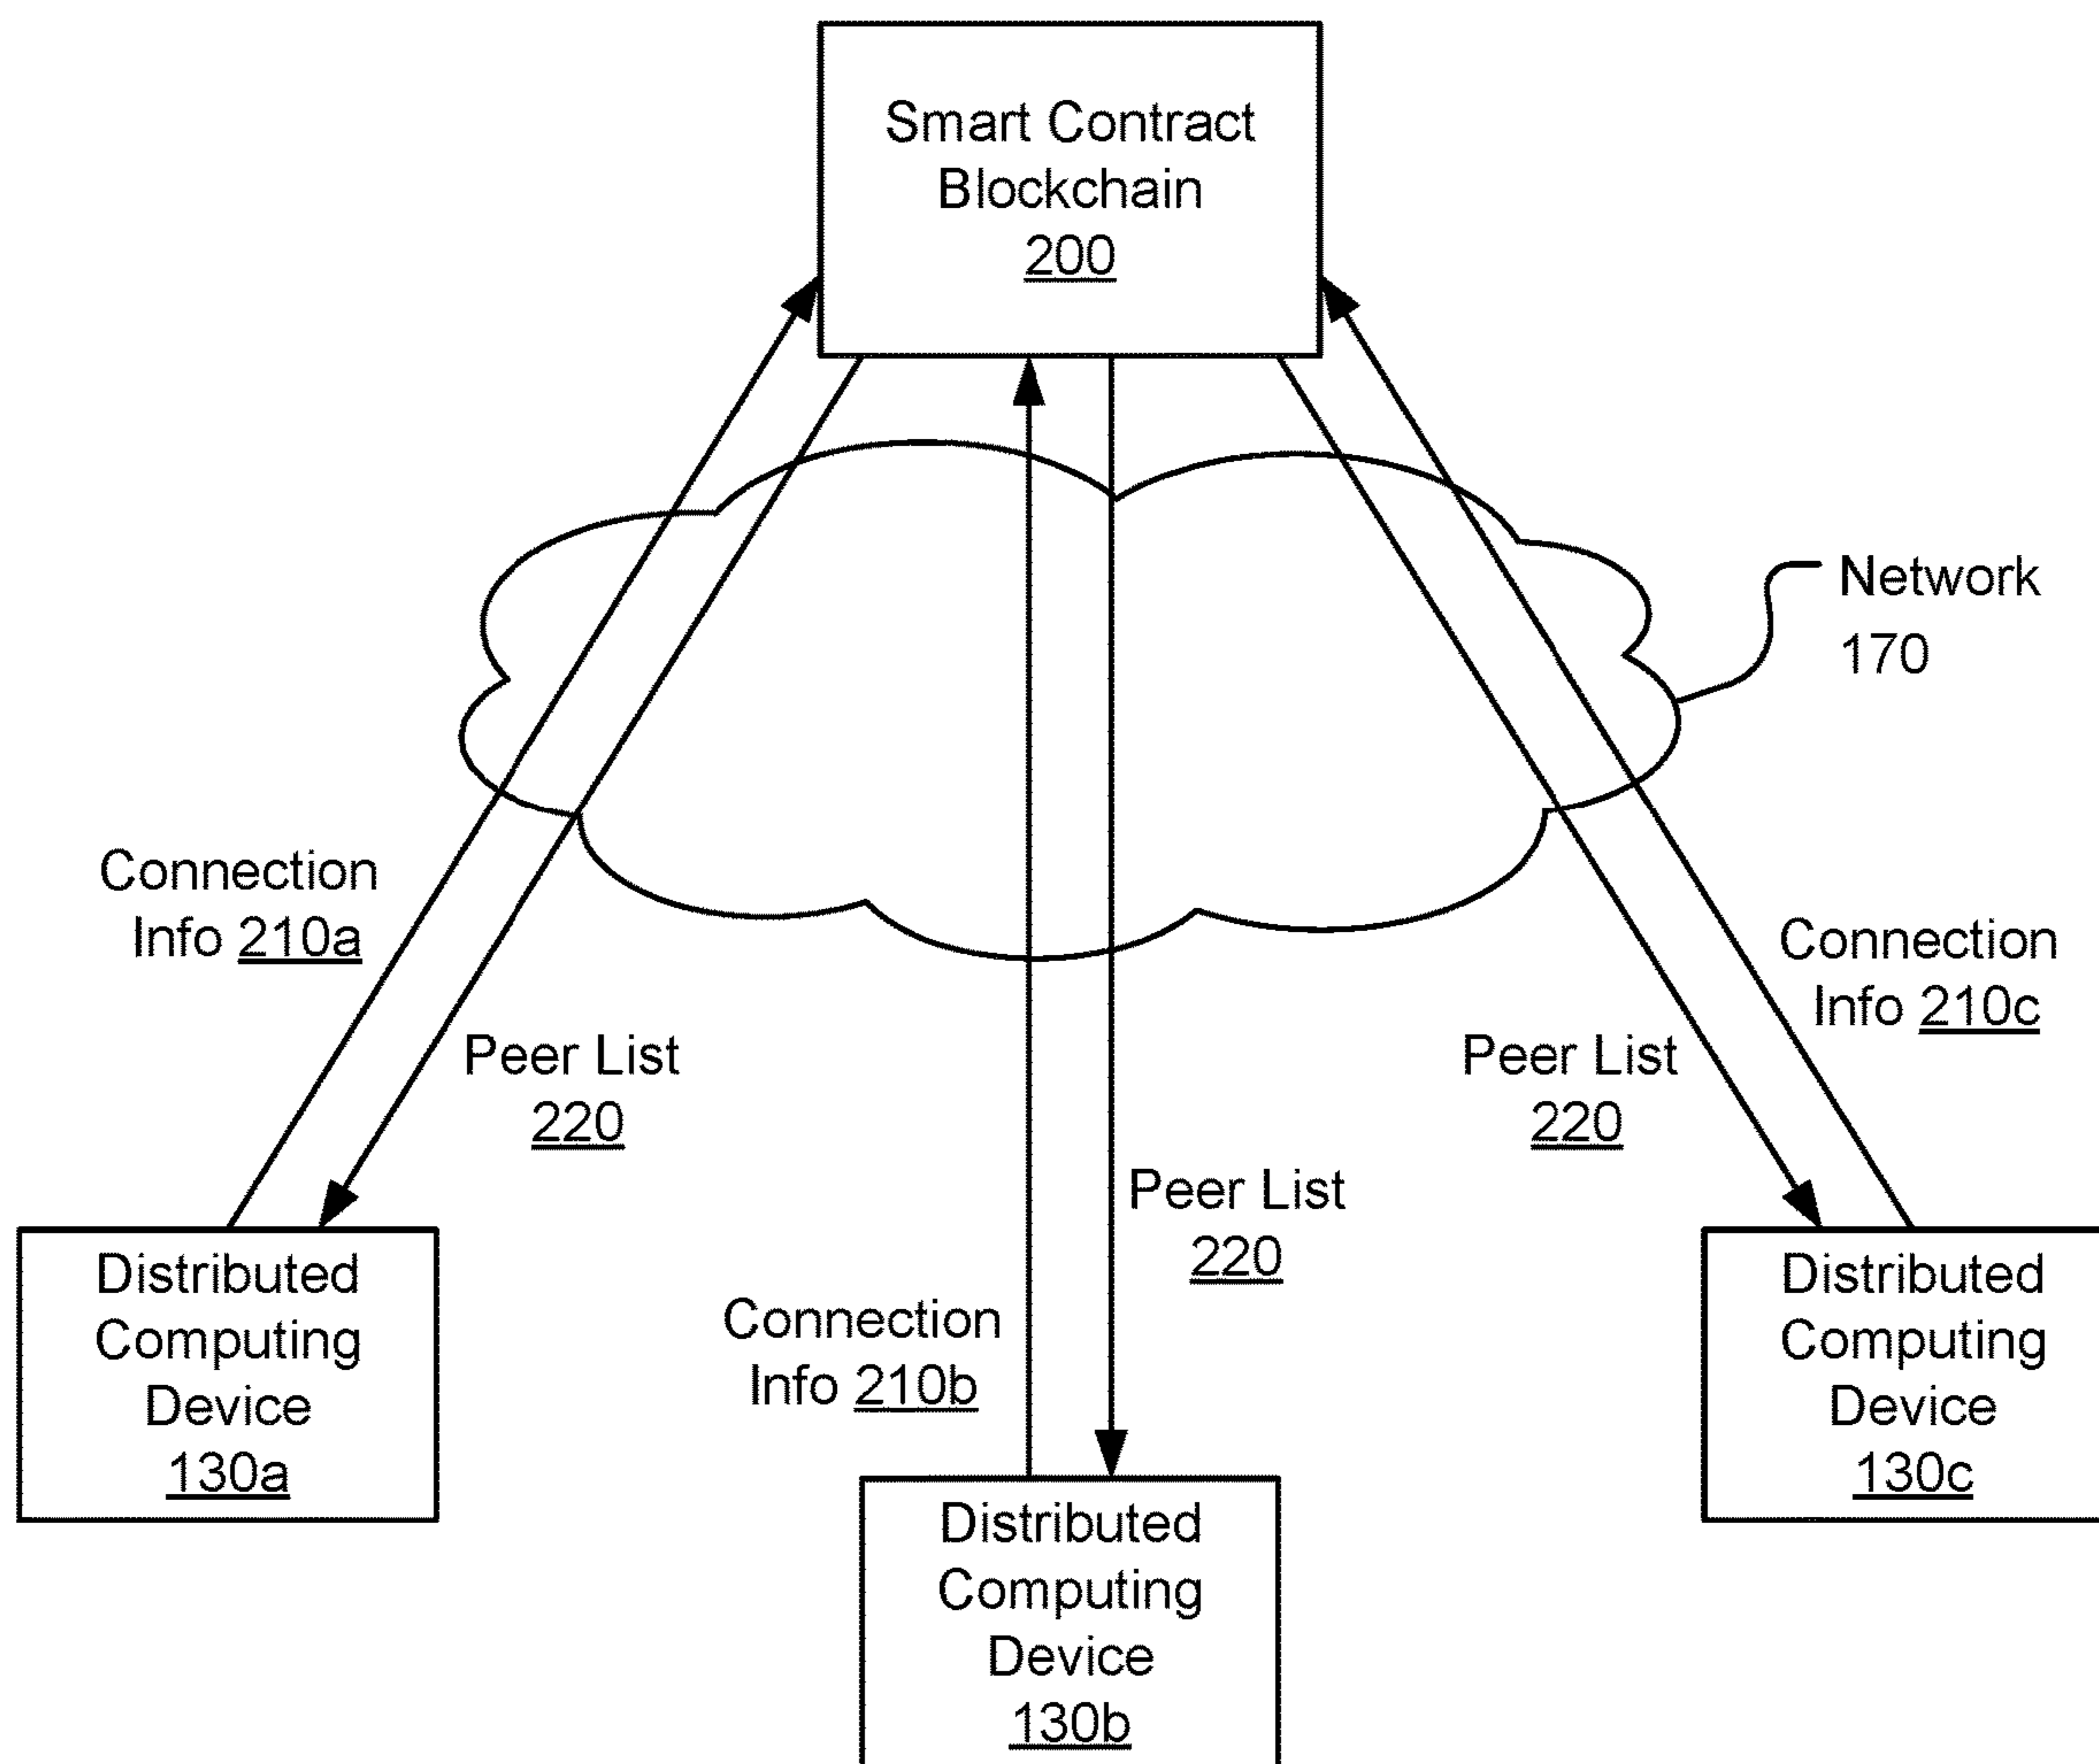 Smart Contract
Blockchain
200
Network
170
Connection
Info 210a
Connection
Info 210c
Peer List
220
Peer List
220
Peer List
220
Connection
Info 210b
Distributed
Computing
Device
130a
Distributed
Computing
Device
130c
Distributed
Computing
Device
130b